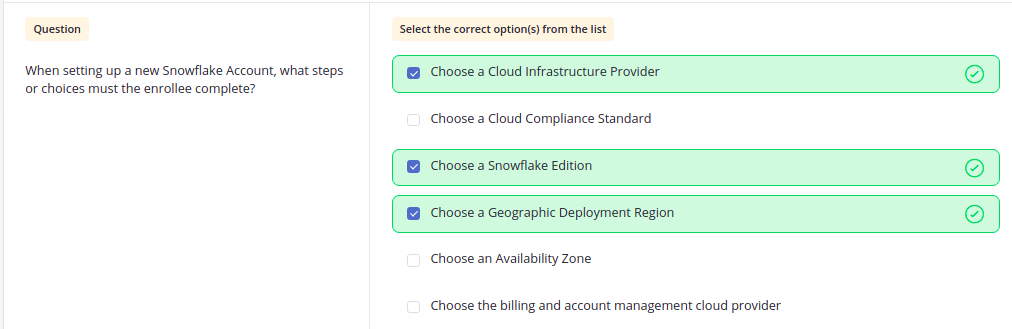 Question
Select the correct option(s) from the list
When setting up a new Snowflake Account, what steps
or choices must the enrollee complete?
Choose a Cloud Infrastructure Provider
Choose a Cloud Compliance Standard
Choose a Snowflake Edition
Choose a Geographic Deployment Region
Choose an Availability Zone
Choose the billing and account management cloud provider